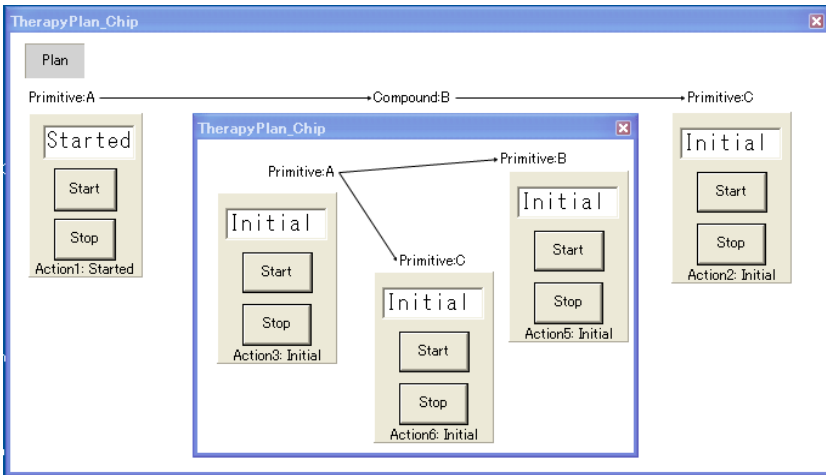 TherapyPlan_Chip
Plan
Primitive:A
Compound:B
Primitive:C
Started
Start
Stop
Action1: Started
TherapyPlan_Chip
Primitive:A
Primitive:B
Initial
Start
Stop
Action3: Initial
Primitive:C
Initial
Start
Stop
Action6: Initial
Initial
Start
Stop
Action5: Initial
Initial
Start
Stop
Action2: Initial